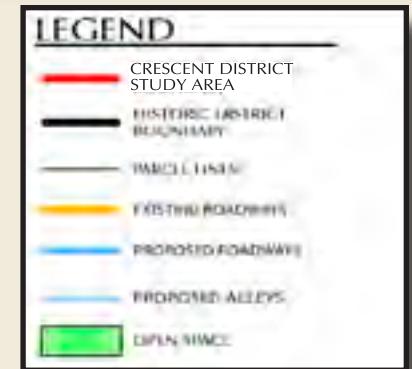 LEGEND
CRESCENT DISTRICT
STUDY AREA
HISTORIC DISTRICT
BOUNDARY
PARCEL LINES
EXISTING ROADWAYS
PROPOSED ROADWAYS
PROPOSED ALLEYS
OPEN SPACE